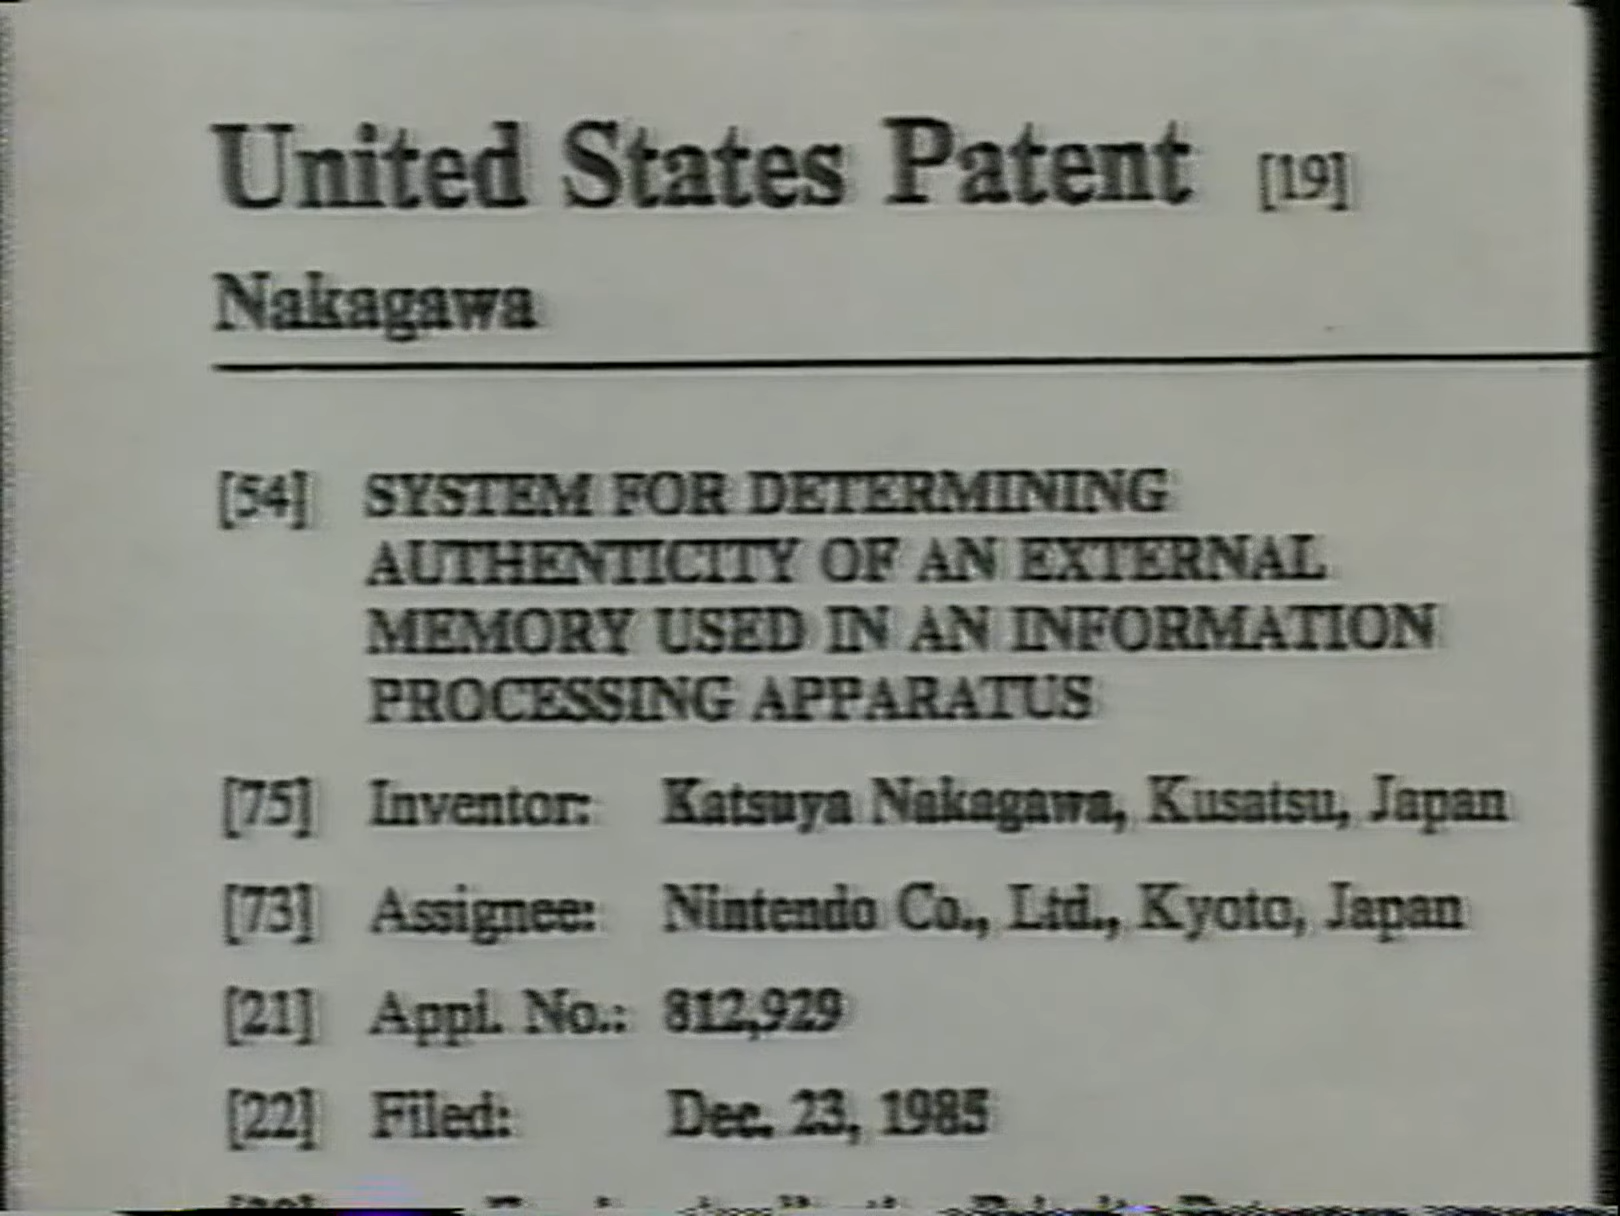 United States Patent [19]
Nakagawa
[54] SYSTEM FOR DETERMINING
AUTHENTICITY OF AN EXTERNAL
MEMORY USED IN AN INFORMATION
PROCESSING APPARATUS
[75] Inventor: Katsuya Nakagawa, Kusatsu, Japan
[73] Assignee: Nintendo Co., Ltd., Kyoto, Japan
[21] Appl. No.: 812,929
[22] Filed: Dec. 23, 1985